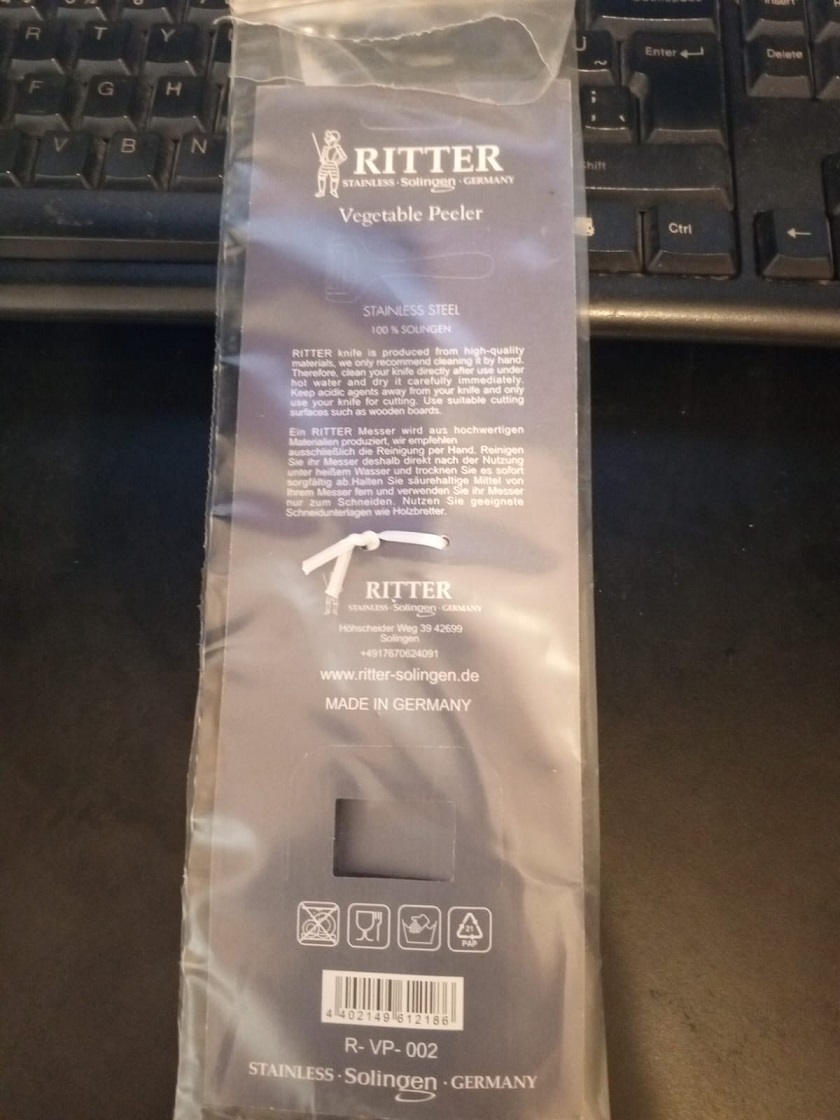 R T Y
F G H
V B N
Enter
Insert
Delete
Shift
Ctrl
RITTER
STAINLESS · Solingen · GERMANY
Vegetable Peeler
STAINLESS STEEL
100 % SOLINGEN
RITTER knife is produced from high-quality
materials, we only recommend cleaning it by hand.
Therefore, clean your knife directly after use under
hot water and dry it carefully immediately.
Keep acidic agents away from your knife and only
use your knife for cutting. Use suitable cutting
surfaces such as wooden boards.
Ein RITTER Messer wird aus hochwertigen
Materialien produziert, wir empfehlen
ausschließlich die Reinigung per Hand. Reinigen
Sie ihr Messer deshalb direkt nach der Nutzung
unter heißem Wasser und trocknen Sie es sofort
sorgfältig ab.Halten Sie säurehaltige Mittel von
Ihrem Messer fern und verwenden Sie ihr Messer
nur zum Schneiden. Nutzen Sie geeignete
Schneidunterlagen wie Holzbretter.
RITTER
STAINLESS · Solingen · GERMANY
Höhscheider Weg 39 42699
Solingen
+4917670624091
www.ritter-solingen.de
MADE IN GERMANY
21
PAP
4 402149 612186
R- VP- 002
STAINLESS · Solingen · GERMANY